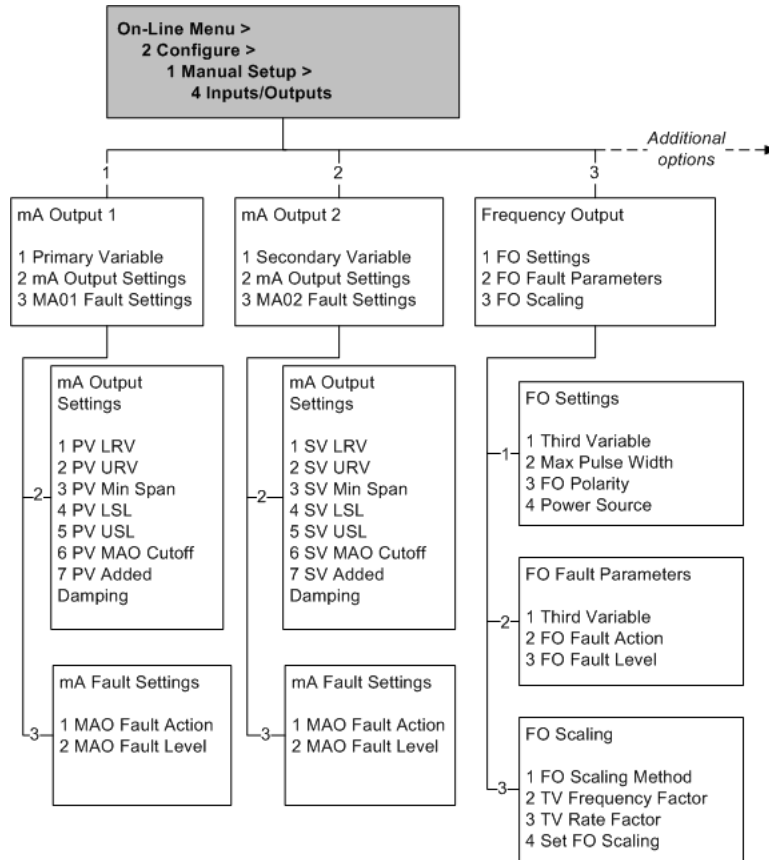 On-Line Menu >
2 Configure >
1 Manual Setup >
4 Inputs/Outputs
Additional
options
1
2
3
mA Output 1
1 Primary Variable
2 mA Output Settings
3 MA01 Fault Settings
mA Output 2
1 Secondary Variable
2 mA Output Settings
3 MA02 Fault Settings
Frequency Output
1 FO Settings
2 FO Fault Parameters
3 FO Scaling
2
mA Output
Settings
1 PV LRV
2 PV URV
3 PV Min Span
4 PV LSL
5 PV USL
6 PV MAO Cutoff
7 PV Added
Damping
3
mA Fault Settings
1 MAO Fault Action
2 MAO Fault Level
2
mA Output
Settings
1 SV LRV
2 SV URV
3 SV Min Span
4 SV LSL
5 SV USL
6 SV MAO Cutoff
7 SV Added
Damping
3
mA Fault Settings
1 MAO Fault Action
2 MAO Fault Level
1
FO Settings
1 Third Variable
2 Max Pulse Width
3 FO Polarity
4 Power Source
2
FO Fault Parameters
1 Third Variable
2 FO Fault Action
3 FO Fault Level
3
FO Scaling
1 FO Scaling Method
2 TV Frequency Factor
3 TV Rate Factor
4 Set FO Scaling